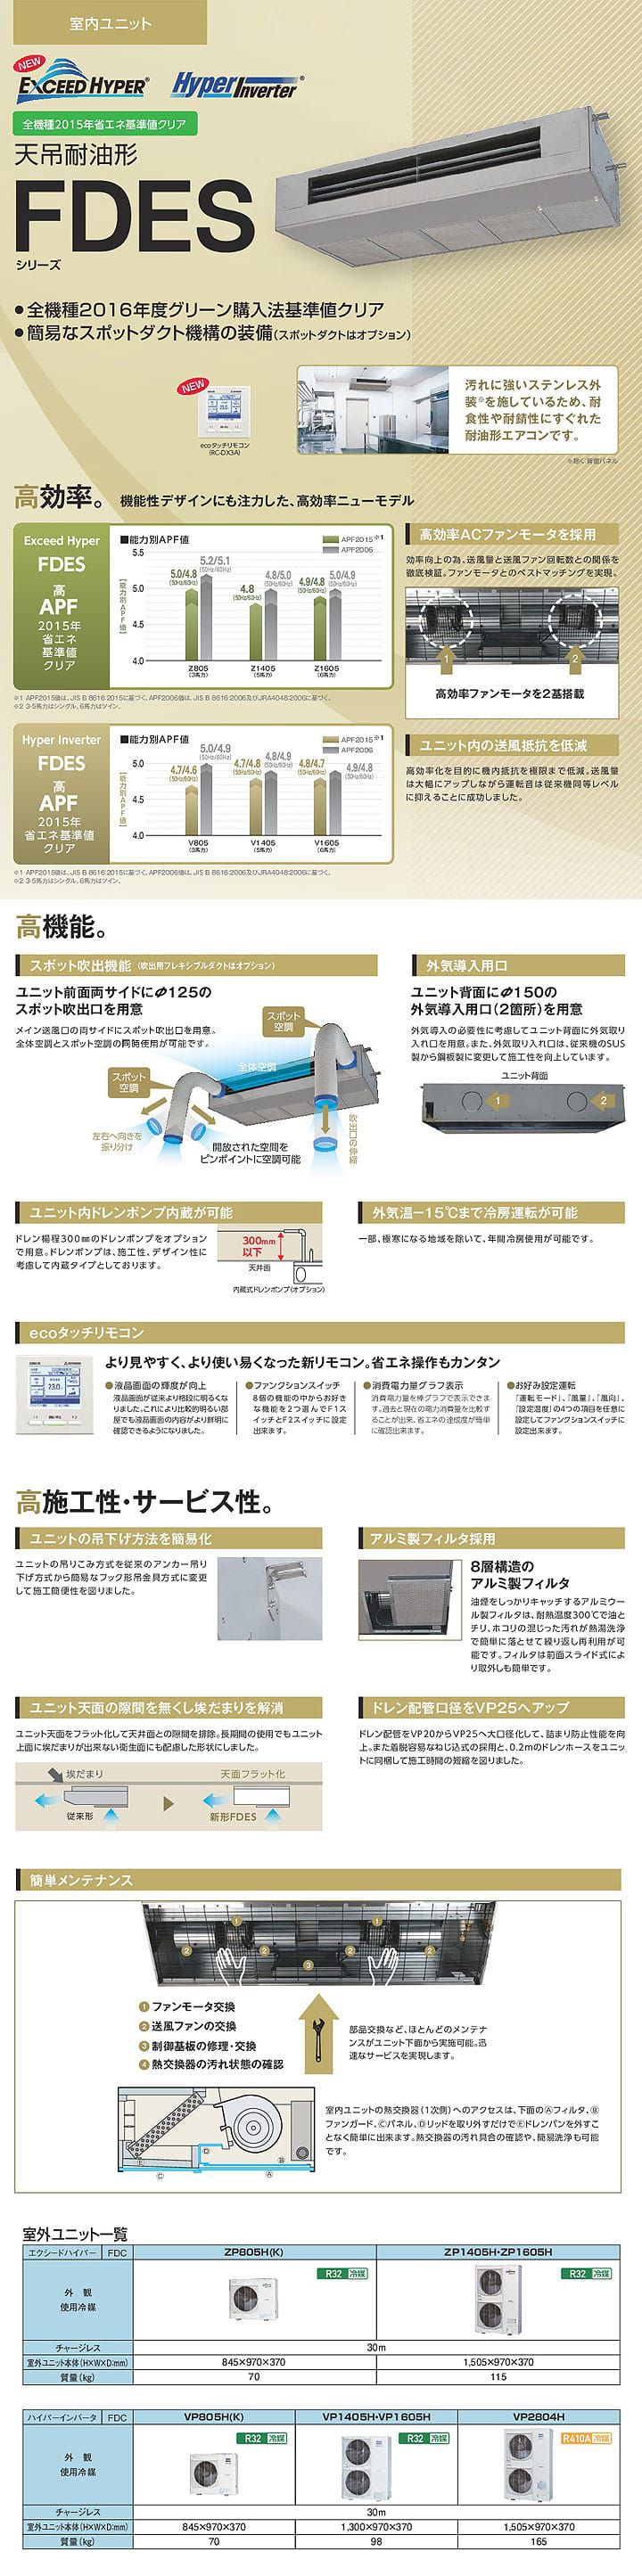 室内ユニット
NEW
EXCEED HYPER®
Hyper Inverter®
全機種2015年省エネ基準値クリア
天吊耐油形
FDES
シリーズ
●全機種2016年度グリーン購入法基準値クリア
●簡易なスポットダクト機構の装備(スポットダクトはオプション)
NEW
ecoタッチリモコン
(RC-DX3A)
汚れに強いステンレス外
装※を施しているため、耐
食性や耐錆性にすぐれた
耐油形エアコンです。
※除く:背面パネル
高効率。 機能性デザインにも注力した、高効率ニューモデル
Exceed Hyper
FDES
高
APF
2015年
省エネ
基準値
クリア
■能力別APF値
APF2015※1
APF2006
【能力別APF値】
5.5
5.0
4.5
4.0
5.0/4.8
(50Hz/60Hz)
5.2/5.1
(50Hz/60Hz)
4.8
(50Hz/60Hz)
4.8/5.0
(50Hz/60Hz)
4.9/4.8
(50Hz/60Hz)
5.0/4.9
(50Hz/60Hz)
Z805
(3馬力)
Z1405
(5馬力)
Z1605
(6馬力)
※1 APF2015値は、JIS B 8616:2015に基づく。APF2006値は、JIS B 8616:2006及びJRA4048:2006に基づく。
※2 3・5馬力はシングル、6馬力はツイン。
高効率ACファンモータを採用
効率向上の為、送風量と送風ファン回転数との関係を
徹底検証。ファンモータとのベストマッチングを実現。
1
2
高効率ファンモータを2基搭載
Hyper Inverter
FDES
高
APF
2015年
省エネ基準値
クリア
■能力別APF値
APF2015※1
APF2006
【能力別APF値】
5.0
4.5
4.0
4.7/4.6
(50Hz/60Hz)
5.0/4.9
(50Hz/60Hz)
4.7/4.8
(50Hz/60Hz)
4.8/4.9
(50Hz/60Hz)
4.8/4.7
(50Hz/60Hz)
4.9/4.8
(50Hz/60Hz)
V805
(3馬力)
V1405
(5馬力)
V1605
(6馬力)
※1 APF2015値は、JIS B 8616:2015に基づく。APF2006値は、JIS B 8616:2006及びJRA4048:2006に基づく。
※2 3・5馬力はシングル、6馬力はツイン。
ユニット内の送風抵抗を低減
高効率化を目的に機内抵抗を極限まで低減。送風量
は大幅にアップしながら運転音は従来機同等レベル
に抑えることに成功しました。
高機能。
スポット吹出機能 (吹出用フレキシブルダクトはオプション)
ユニット前面両サイドにΦ125の
スポット吹出口を用意
メイン送風口の両サイドにスポット吹出口を用意。
全体空調とスポット空調の同時使用が可能です。
スポット
空調
全体空調
スポット
空調
左右へ向きを
振り分け
開放された空間を
ピンポイントに空調可能
吹出口の伸縮
外気導入用口
ユニット背面にΦ150の
外気導入用口(2箇所)を用意
外気導入の必要性に考慮してユニット背面に外気取り
入れ口を用意。また、外気取り入れ口は、従来機のSUS
製から鋼板製に変更して施工性を向上しています。
ユニット背面
1
2
ユニット内ドレンポンプ内蔵が可能
ドレン楊程300㎜のドレンポンプをオプション
で用意。ドレンポンプは、施工性、デザイン性に
考慮して内蔵タイプとしております。
300mm
以下
天井面
内蔵式ドレンポンプ(オプション)
外気温−15℃まで冷房運転が可能
一部、極寒になる地域を除いて、年間冷房使用が可能です。
ecoタッチリモコン
より見やすく、より使い易くなった新リモコン。省エネ操作もカンタン
●液晶画面の輝度が向上
液晶画面が従来より格段に明るくな
りました。これにより比較的明るい部
屋でも液晶画面の内容がより鮮明に
確認できるようになりました。
●ファンクションスイッチ
8個の機能の中からお好き
な機能を2つ選んでF1ス
イッチとF2スイッチに設定
出来ます。
●消費電力量グラフ表示
消費電力量を棒グラフで表示できま
す。過去と現在の電力消費量を比較す
ることが出来、省エネの達成度が簡単
に確認出来ます。
●お好み設定運転
「運転モード」、「風量」、「風向」、
「設定温度」の4つの項目を任意に
設定してファンクションスイッチに
設定出来ます。
高施工性・サービス性。
ユニットの吊下げ方法を簡易化
ユニットの吊りこみ方式を従来のアンカー吊り
下げ方式から簡易なフック形吊金具方式に変更
して施工簡便性を図りました。
アルミ製フィルタ採用
8層構造の
アルミ製フィルタ
油煙をしっかりキャッチするアルミウー
ル製フィルタは、耐熱温度300℃で油と
チリ、ホコリの混じった汚れが熱湯洗浄
で簡単に落とせて繰り返し再利用が可
能です。フィルタは前面スライド式によ
り取外しも簡単です。
ユニット天面の隙間を無くし埃だまりを解消
ユニット天面をフラット化して天井面との隙間を排除。長期間の使用でもユニット
上面に埃だまりが出来ない衛生面にも配慮した形状にしました。
埃だまり
従来形
天面フラット化
新形FDES
ドレン配管口径をVP25へアップ
ドレン配管をVP20からVP25へ大口径化して、詰まり防止性能を向
上。また着脱容易なねじ込式の採用と、0.2mのドレンホースをユニッ
トに同梱して施工時間の短縮を図りました。
簡単メンテナンス
1
1
2
2
2
2
3
❶ファンモータ交換
❷送風ファンの交換
❸制御基板の修理・交換
❹熱交換器の汚れ状態の確認
部品交換など、ほとんどのメンテナ
ンスがユニット下面から実施可能。迅
速なサービスを実現します。
Ⓔ
Ⓓ
Ⓑ
Ⓒ
Ⓐ
室内ユニットの熱交換器(1次側)へのアクセスは、下面のⒶフィルタ、Ⓑ
ファンガード、Ⓒパネル、Ⓓリッドを取り外すだけでⒺドレンパンを外すこ
となく簡単に出来ます。熱交換器の汚れ具合の確認や、簡易洗浄も可能
です。
室外ユニット一覧
エクシードハイパー FDC ZP805H(K) ZP1405H・ZP1605H
外 観
使用冷媒
R32 冷媒
R32 冷媒
チャージレス 30m
室外ユニット本体(H×W×D:mm) 845×970×370 1,505×970×370
質量(kg) 70 115
ハイパーインバータ FDC VP805H(K) VP1405H・VP1605H VP2804H
外 観
使用冷媒
R32 冷媒
R32 冷媒
R410A 冷媒
チャージレス 30m
室外ユニット本体(H×W×D:mm) 845×970×370 1,300×970×370 1,505×970×370
質量(kg) 70 98 165